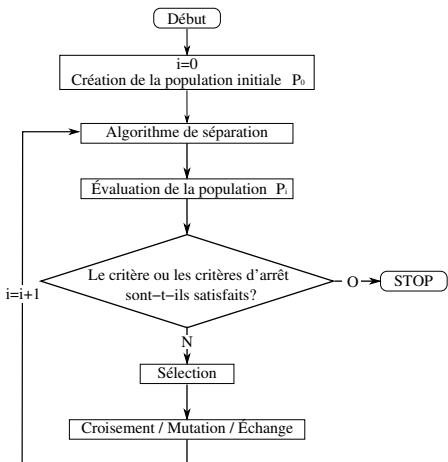 Début
i=0
Création de la population initiale P₀
Algorithme de séparation
Évaluation de la population Pᵢ
Le critère ou les critères d'arrêt
sont-t-ils satisfaits?
O
STOP
i=i+1
N
Sélection
Croisement / Mutation / Échange